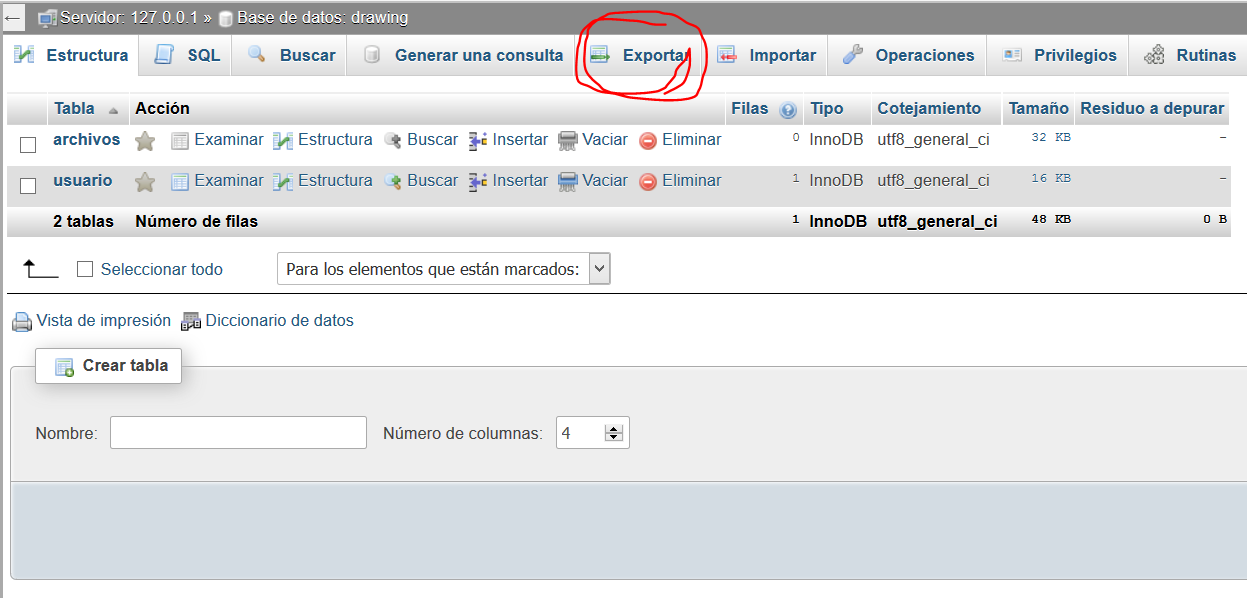 Servidor: 127.0.0.1 » Base de datos: drawing
Estructura SQL Buscar Generar una consulta Exportar Importar Operaciones Privilegios Rutinas
Tabla Acción Filas Tipo Cotejamiento Tamaño Residuo a depurar
archivos Examinar Estructura Buscar Insertar Vaciar Eliminar 0 InnoDB utf8_general_ci 32 KB -
usuario Examinar Estructura Buscar Insertar Vaciar Eliminar 1 InnoDB utf8_general_ci 16 KB -
2 tablas Número de filas 1 InnoDB utf8_general_ci 48 KB 0 B
Seleccionar todo Para los elementos que están marcados:
Vista de impresión Diccionario de datos
Crear tabla
Nombre: Número de columnas: 4